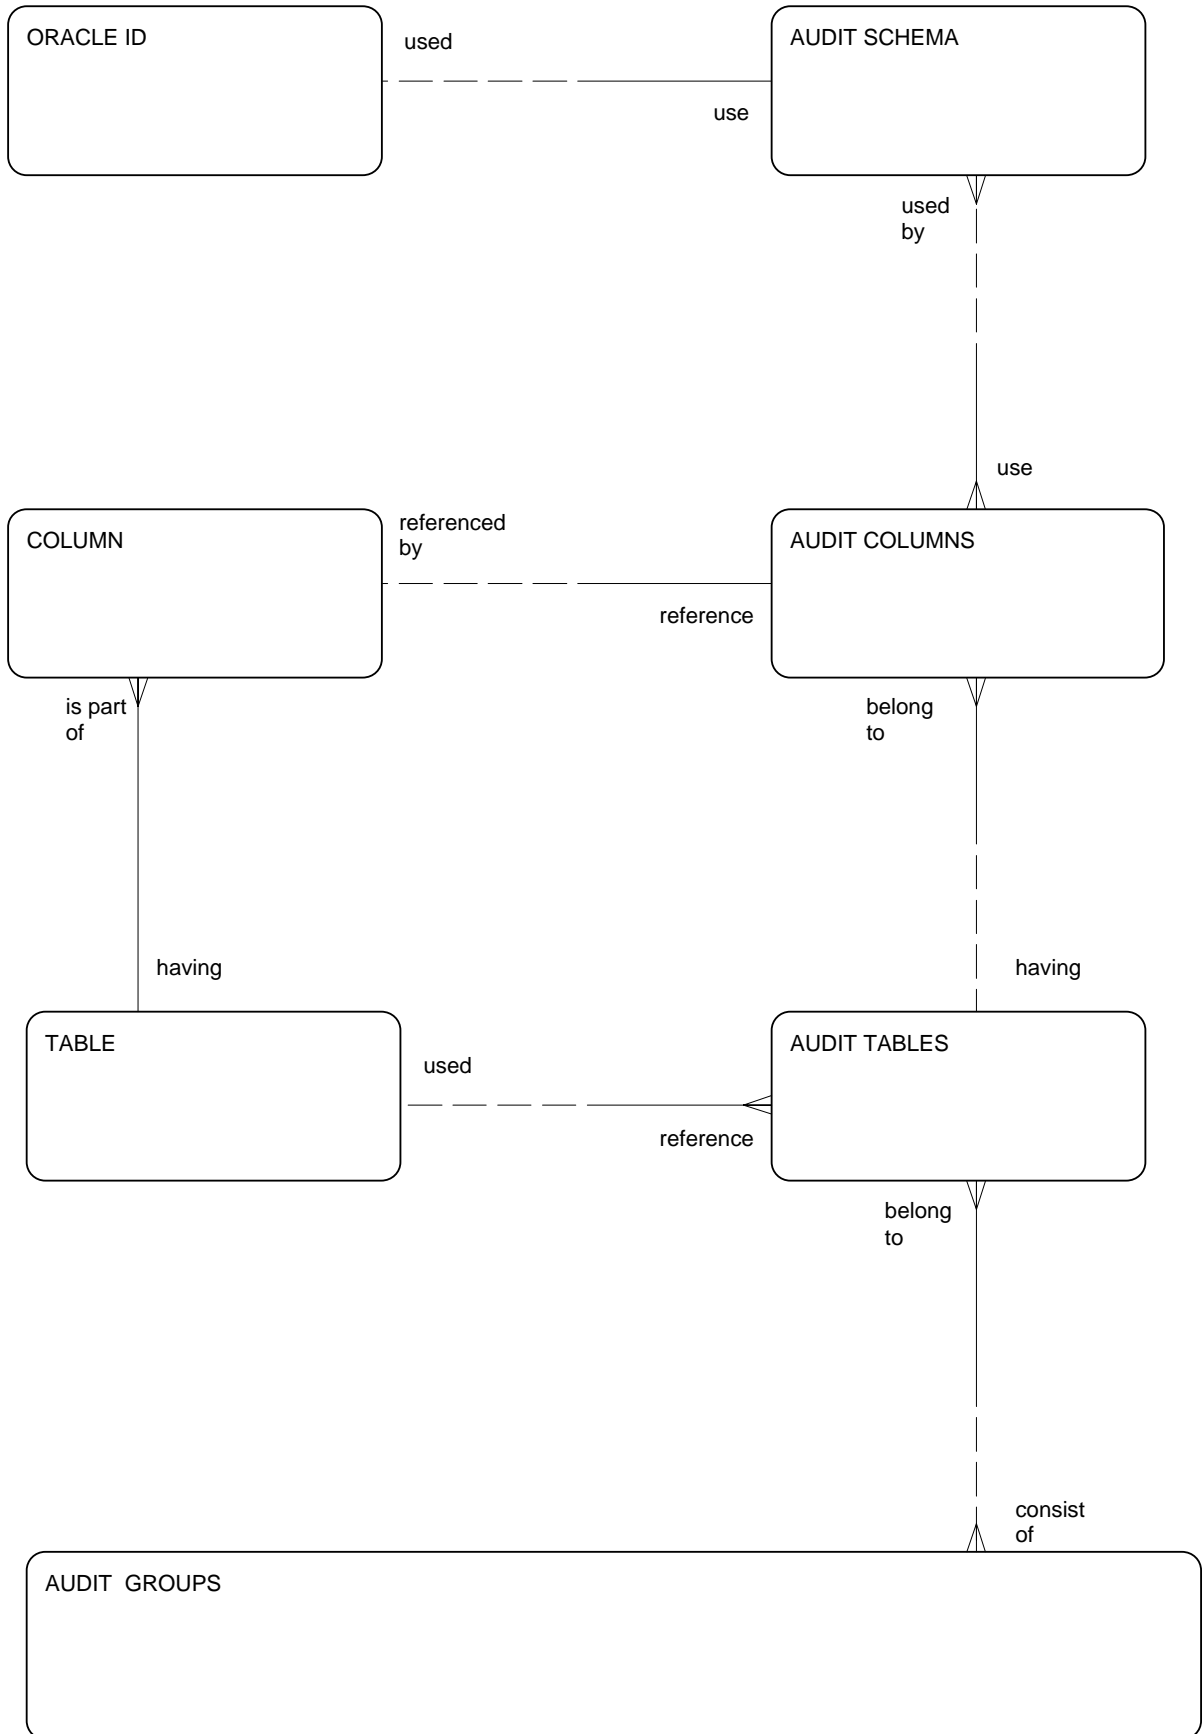 ORACLE ID
used
AUDIT SCHEMA
use
used
by
use
COLUMN
referenced
by
AUDIT COLUMNS
reference
is part
of
belong
to
having
having
TABLE
used
AUDIT TABLES
reference
belong
to
consist
of
AUDIT  GROUPS